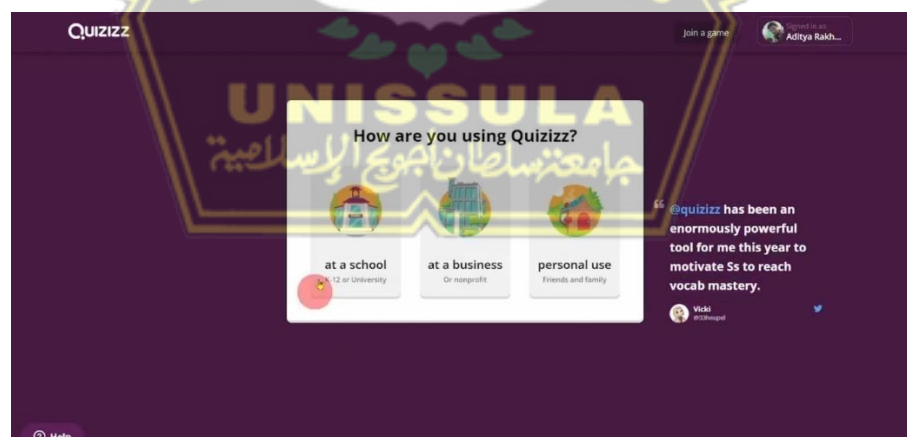 Quizizz
Join a game
Signed in as
Aditya Rakh...
UNISSULA
جامعتنسلطان أجونج الإسلامية
How are you using Quizizz?
at a school
K-12 or University
at a business
Or nonprofit
personal use
Friends and family
“ @quizizz has been an
enormously powerful
tool for me this year to
motivate Ss to reach
vocab mastery.
Vicki
Help